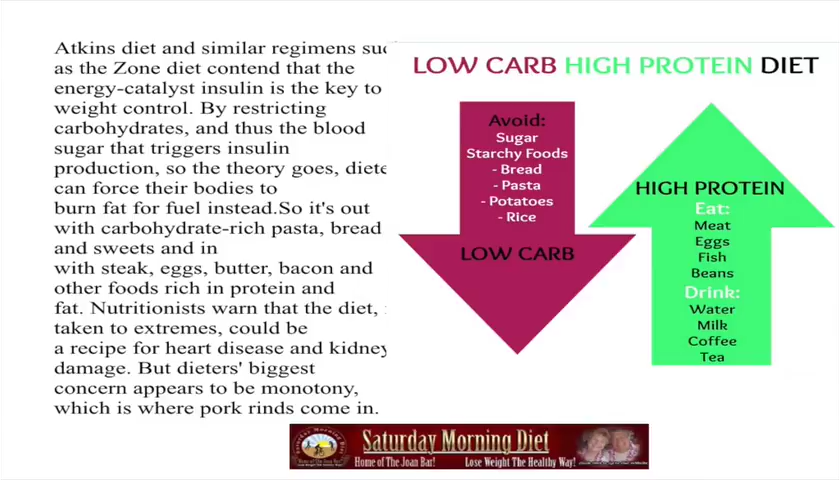 Atkins diet and similar regimens suc
as the Zone diet contend that the
energy-catalyst insulin is the key to
weight control. By restricting
carbohydrates, and thus the blood
sugar that triggers insulin
production, so the theory goes, diete
can force their bodies to
burn fat for fuel instead.So it's out
with carbohydrate-rich pasta, bread
and sweets and in
with steak, eggs, butter, bacon and
other foods rich in protein and
fat. Nutritionists warn that the diet,
taken to extremes, could be
a recipe for heart disease and kidney
damage. But dieters' biggest
concern appears to be monotony,
which is where pork rinds come in.
LOW CARB HIGH PROTEIN DIET
Avoid:
Sugar
Starchy Foods
- Bread
- Pasta
- Potatoes
- Rice
LOW CARB
HIGH PROTEIN
Eat:
Meat
Eggs
Fish
Beans
Drink:
Water
Milk
Coffee
Tea
Saturday Morning Diet
Home of The Joan Bar!
Lose Weight The Healthy Way!